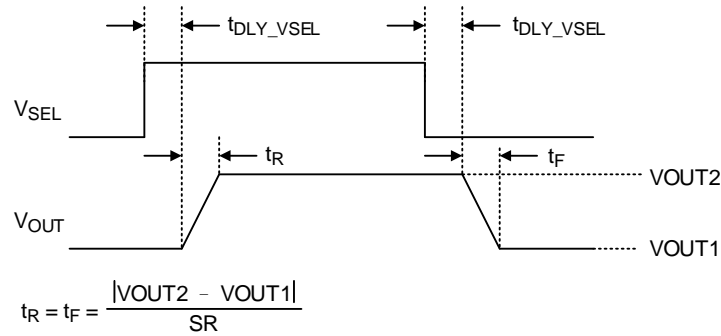 tDLY_VSEL tDLY_VSEL
VSEL
tR tF
VOUT2
VOUT
VOUT1
tR = tF = |VOUT2 - VOUT1|
SR